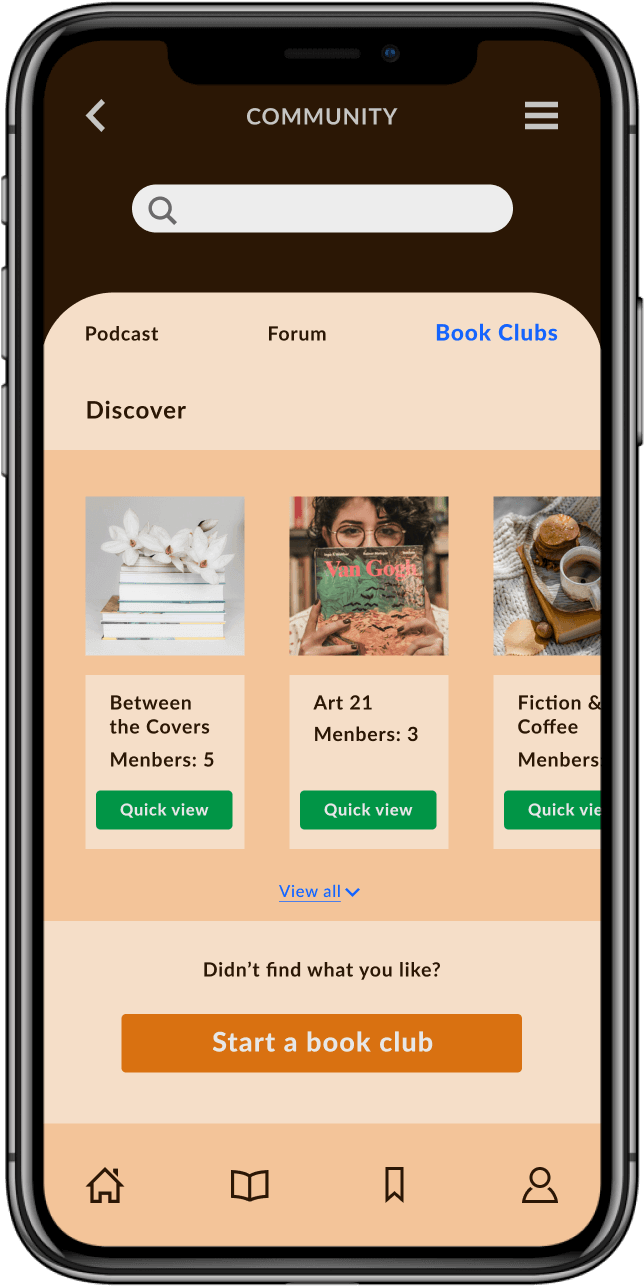 COMMUNITY
Podcast Forum Book Clubs
Discover
Van Gogh
Between
the Covers
Menbers: 5
Quick view
Art 21
Menbers: 3
Quick view
Fiction &
Coffee
Menbers
Quick vie
View all
Didn't find what you like?
Start a book club